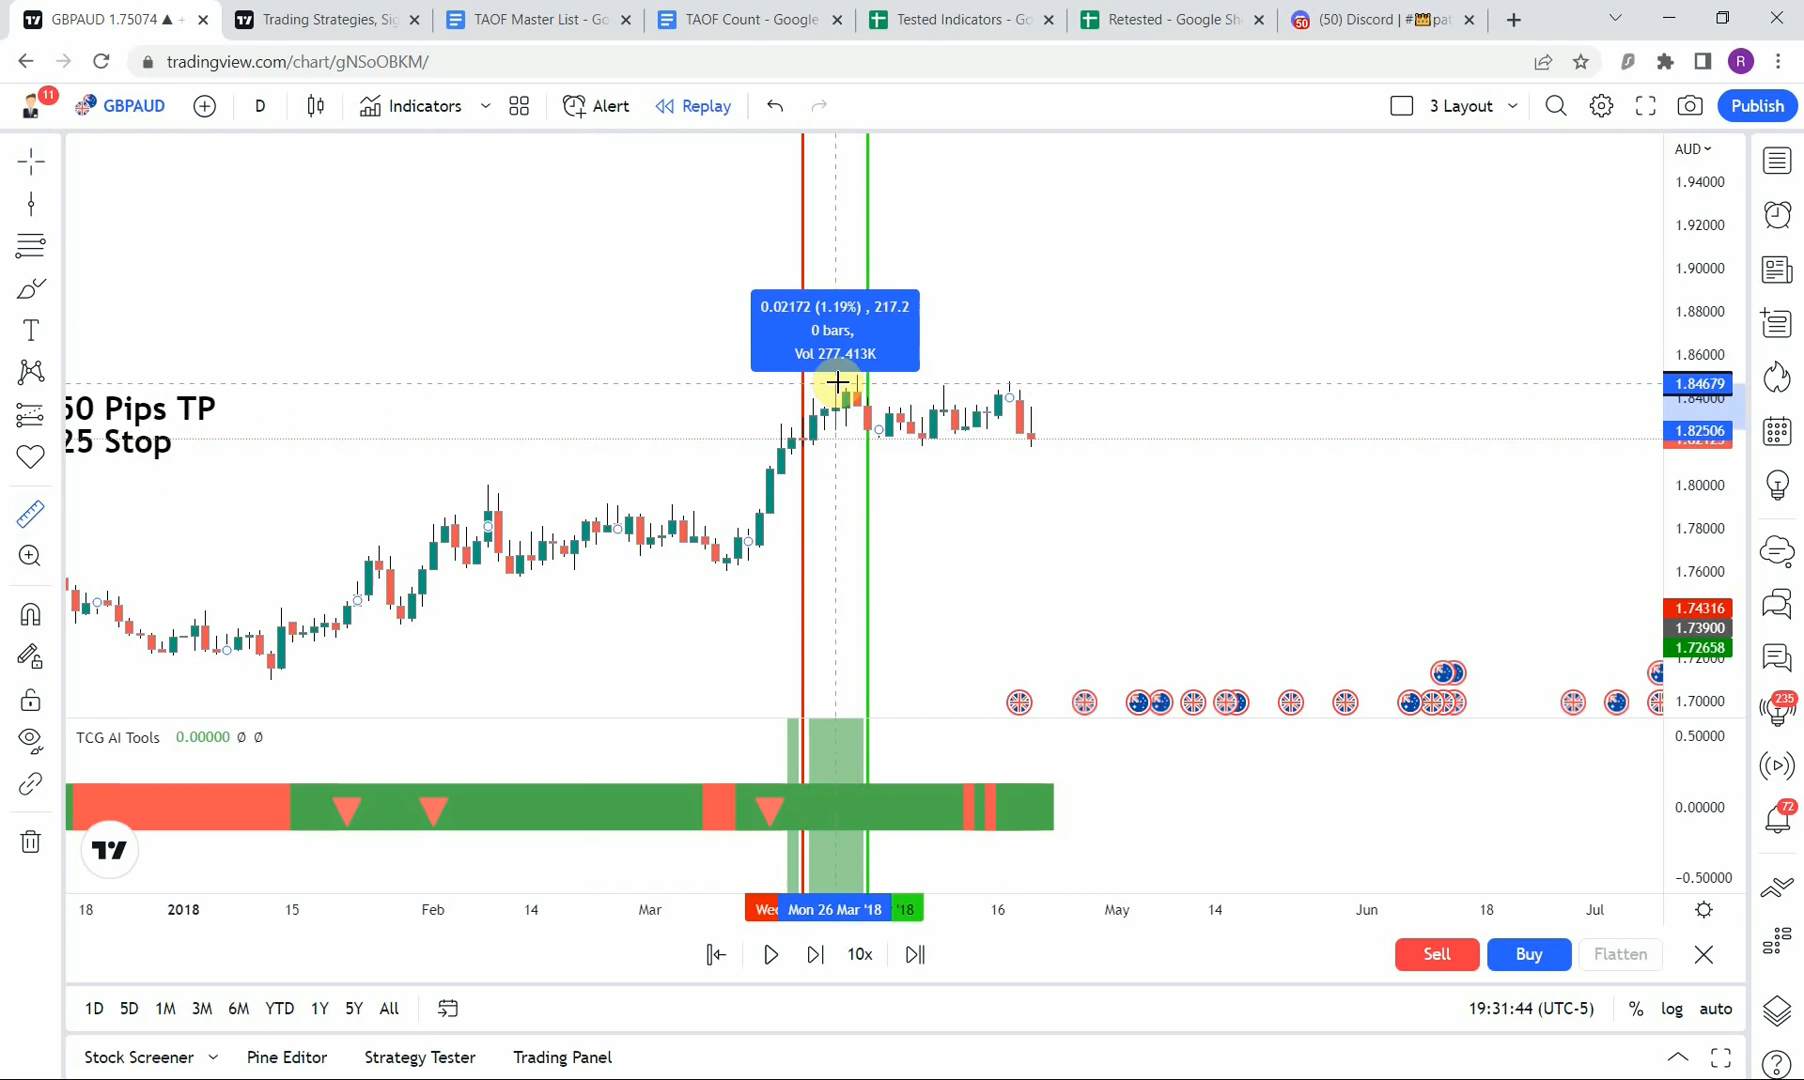 GBPAUD 1.75074 ▲ +
Trading Strategies, Sig
TAOF Master List - Go
TAOF Count - Google
Tested Indicators - Go
Retested - Google Sh
(50) Discord | #👑pat
tradingview.com/chart/gNSoOBKM/
R
11
GBPAUD
D
Indicators
Alert
Replay
3 Layout
Publish
AUD
1.94000
1.92000
1.90000
1.88000
1.86000
1.84679
1.84000
1.82506
1.80000
1.78000
1.76000
1.74316
1.73900
1.72658
1.72000
1.70000
0.02172 (1.19%) , 217.2
0 bars,
Vol 277.413K
50 Pips TP
25 Stop
TCG AI Tools 0.00000 Ø Ø
0.50000
0.00000
−0.50000
18 2018 15 Feb 14 Mar Wed Mon 26 Mar '18 '18 16 May 14 Jun 18 Jul
10x
Sell
Buy
Flatten
1D 5D 1M 3M 6M YTD 1Y 5Y All
19:31:44 (UTC-5)
% log auto
Stock Screener
Pine Editor
Strategy Tester
Trading Panel
235
72